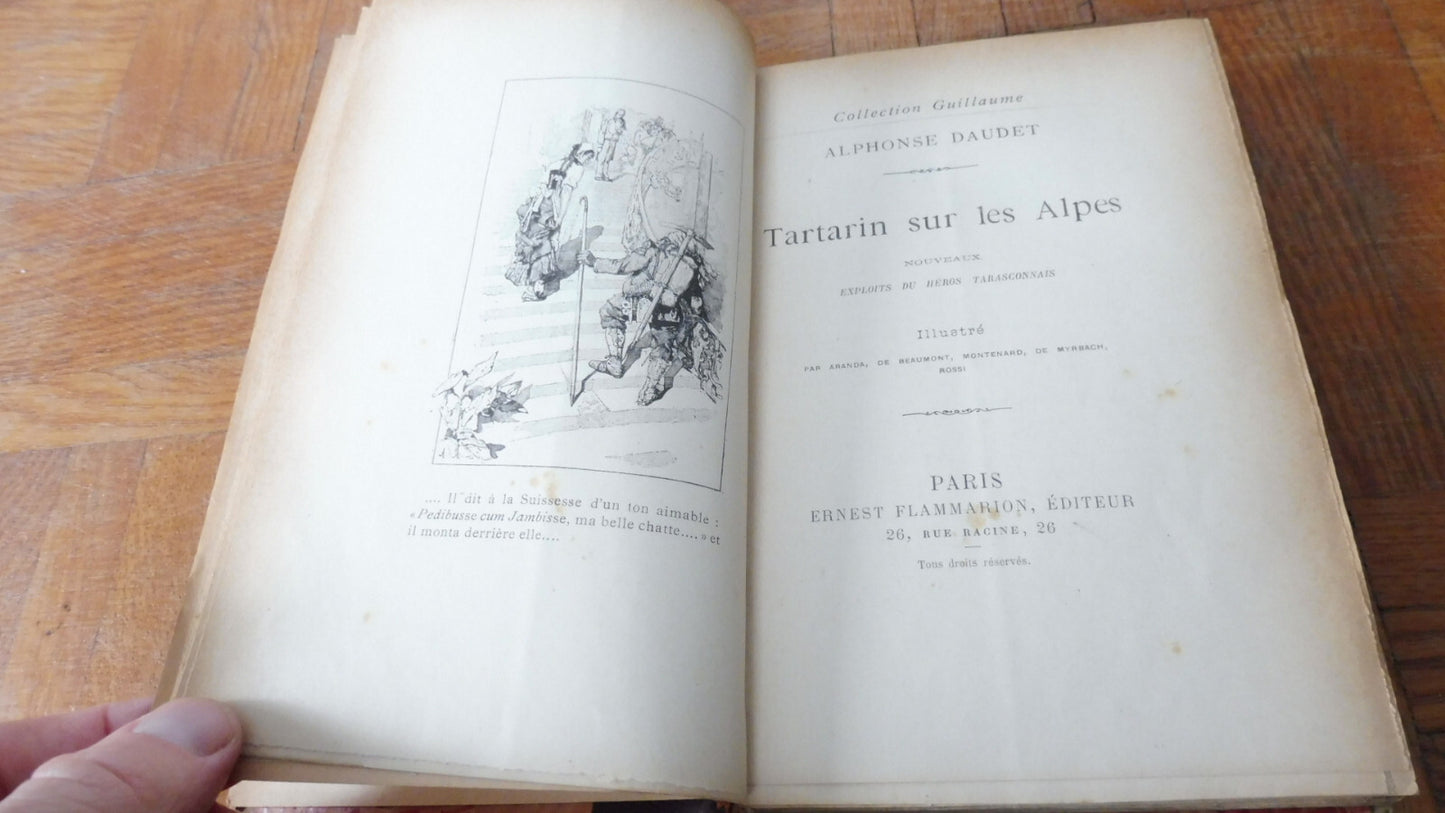 .... Il dit à la Suissesse d'un ton aimable :
« Pedibusse cum Jambisse, ma belle chatte.... » et
il monta derrière elle....
Collection Guillaume
ALPHONSE DAUDET
Tartarin sur les Alpes
NOUVEAUX
EXPLOITS DU HÉROS TARASCONNAIS
Illustré
PAR ARANDA, DE BEAUMONT, MONTENARD, DE MYRBACH,
ROSSI
PARIS
ERNEST FLAMMARION, ÉDITEUR
26, RUE RACINE, 26
Tous droits réservés.